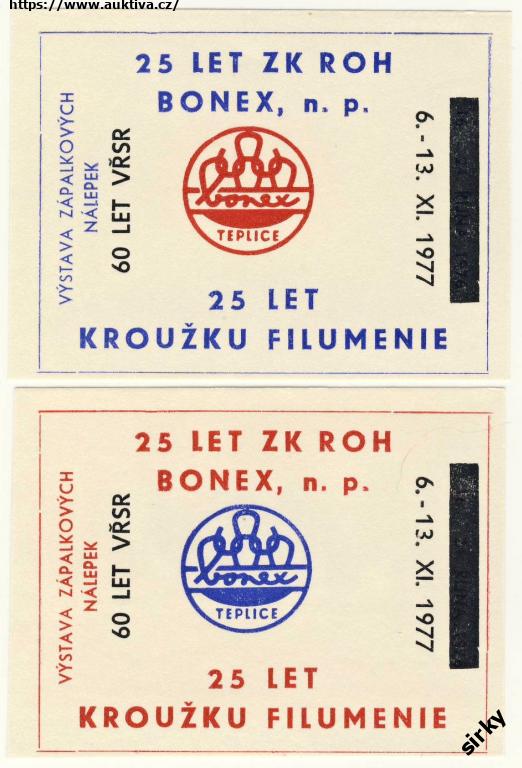 https://www.auktiva.cz/
25 LET ZK ROH
BONEX, n. p.
VÝSTAVA ZÁPALKOVÝCH
NÁLEPEK
60 LET VŘSR
bonex
TEPLICE
6.-13. XI. 1977
25 LET
KROUŽKU FILUMENIE
25 LET ZK ROH
BONEX, n. p.
VÝSTAVA ZÁPALKOVÝCH
NÁLEPEK
60 LET VŘSR
bonex
TEPLICE
6.-13. XI. 1977
25 LET
KROUŽKU FILUMENIE
sirky